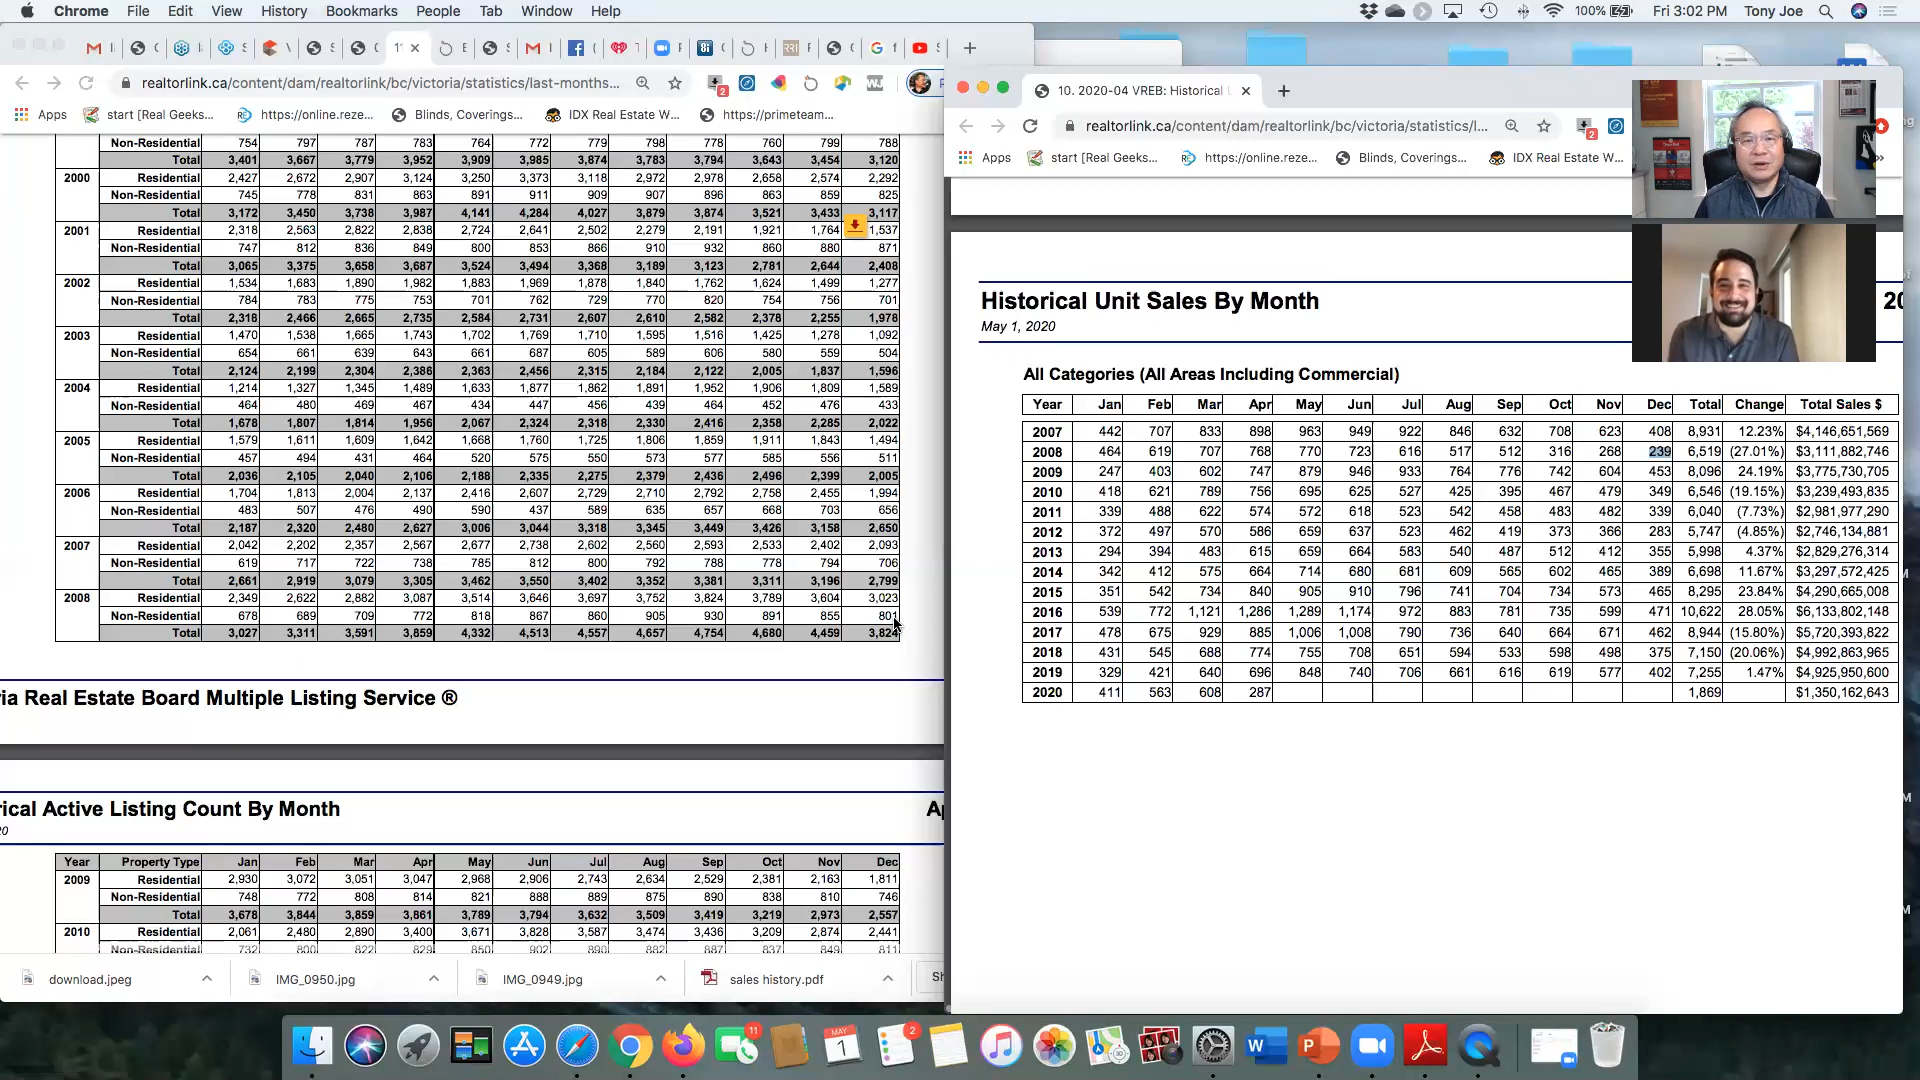 Chrome File Edit View History Bookmarks People Tab Window Help
100% Fri 3:02 PM Tony Joe
realtorlink.ca/content/dam/realtorlink/bc/victoria/statistics/last-months...
Apps start [Real Geeks... https://online.reze... Blinds, Coverings... IDX Real Estate W... https://primeteam...
Non-Residential 754 797 787 783 764 772 779 798 778 760 799 788
Total 3,401 3,667 3,779 3,952 3,909 3,985 3,874 3,783 3,794 3,643 3,454 3,120
2000 Residential 2,427 2,672 2,907 3,124 3,250 3,373 3,118 2,972 2,978 2,658 2,574 2,292
Non-Residential 745 778 831 863 891 911 909 907 896 863 859 825
Total 3,172 3,450 3,738 3,987 4,141 4,284 4,027 3,879 3,874 3,521 3,433 3,117
2001 Residential 2,318 2,563 2,822 2,838 2,724 2,641 2,502 2,279 2,191 1,921 1,764 1,537
Non-Residential 747 812 836 849 800 853 866 910 932 860 880 871
Total 3,065 3,375 3,658 3,687 3,524 3,494 3,368 3,189 3,123 2,781 2,644 2,408
2002 Residential 1,534 1,683 1,890 1,982 1,883 1,969 1,878 1,840 1,762 1,624 1,499 1,277
Non-Residential 784 783 775 753 701 762 729 770 820 754 756 701
Total 2,318 2,466 2,665 2,735 2,584 2,731 2,607 2,610 2,582 2,378 2,255 1,978
2003 Residential 1,470 1,538 1,665 1,743 1,702 1,769 1,710 1,595 1,516 1,425 1,278 1,092
Non-Residential 654 661 639 643 661 687 605 589 606 580 559 504
Total 2,124 2,199 2,304 2,386 2,363 2,456 2,315 2,184 2,122 2,005 1,837 1,596
2004 Residential 1,214 1,327 1,345 1,489 1,633 1,877 1,862 1,891 1,952 1,906 1,809 1,589
Non-Residential 464 480 469 467 434 447 456 439 464 452 476 433
Total 1,678 1,807 1,814 1,956 2,067 2,324 2,318 2,330 2,416 2,358 2,285 2,022
2005 Residential 1,579 1,611 1,609 1,642 1,668 1,760 1,725 1,806 1,859 1,911 1,843 1,494
Non-Residential 457 494 431 464 520 575 550 573 577 585 556 511
Total 2,036 2,105 2,040 2,106 2,188 2,335 2,275 2,379 2,436 2,496 2,399 2,005
2006 Residential 1,704 1,813 2,004 2,137 2,416 2,607 2,729 2,710 2,792 2,758 2,455 1,994
Non-Residential 483 507 476 490 590 437 589 635 657 668 703 656
Total 2,187 2,320 2,480 2,627 3,006 3,044 3,318 3,345 3,449 3,426 3,158 2,650
2007 Residential 2,042 2,202 2,357 2,567 2,677 2,738 2,602 2,560 2,593 2,533 2,402 2,093
Non-Residential 619 717 722 738 785 812 800 792 788 778 794 706
Total 2,661 2,919 3,079 3,305 3,462 3,550 3,402 3,352 3,381 3,311 3,196 2,799
2008 Residential 2,349 2,622 2,882 3,087 3,514 3,646 3,697 3,752 3,824 3,789 3,604 3,023
Non-Residential 678 689 709 772 818 867 860 905 930 891 855 801
Total 3,027 3,311 3,591 3,859 4,332 4,513 4,557 4,657 4,754 4,680 4,459 3,824
ria Real Estate Board Multiple Listing Service ®
rical Active Listing Count By Month
Year Property Type Jan Feb Mar Apr May Jun Jul Aug Sep Oct Nov Dec
2009 Residential 2,930 3,072 3,051 3,047 2,968 2,906 2,743 2,634 2,529 2,381 2,163 1,811
Non-Residential 748 772 808 814 821 888 889 875 890 838 810 746
Total 3,678 3,844 3,859 3,861 3,789 3,794 3,632 3,509 3,419 3,219 2,973 2,557
2010 Residential 2,061 2,480 2,890 3,400 3,671 3,828 3,587 3,474 3,436 3,209 2,874 2,441
Non-Residential 732 800 822 829 850 902 890 882 887 837 849 811
download.jpeg IMG_0950.jpg IMG_0949.jpg sales history.pdf
10. 2020-04 VREB: Historical
realtorlink.ca/content/dam/realtorlink/bc/victoria/statistics/l...
Apps start [Real Geeks... https://online.reze... Blinds, Coverings... IDX Real Estate W...
Historical Unit Sales By Month
May 1, 2020
All Categories (All Areas Including Commercial)
Year Jan Feb Mar Apr May Jun Jul Aug Sep Oct Nov Dec Total Change Total Sales $
2007 442 707 833 898 963 949 922 846 632 708 623 408 8,931 12.23% $4,146,651,569
2008 464 619 707 768 770 723 616 517 512 316 268 239 6,519 (27.01%) $3,111,882,746
2009 247 403 602 747 879 946 933 764 776 742 604 453 8,096 24.19% $3,775,730,705
2010 418 621 789 756 695 625 527 425 395 467 479 349 6,546 (19.15%) $3,239,493,835
2011 339 488 622 574 572 618 523 542 458 483 482 339 6,040 (7.73%) $2,981,977,290
2012 372 497 570 586 659 637 523 462 419 373 366 283 5,747 (4.85%) $2,746,134,881
2013 294 394 483 615 659 664 583 540 487 512 412 355 5,998 4.37% $2,829,276,314
2014 342 412 575 664 714 680 681 609 565 602 465 389 6,698 11.67% $3,297,572,425
2015 351 542 734 840 905 910 796 741 704 734 573 465 8,295 23.84% $4,290,665,008
2016 539 772 1,121 1,286 1,289 1,174 972 883 781 735 599 471 10,622 28.05% $6,133,802,148
2017 478 675 929 885 1,006 1,008 790 736 640 664 671 462 8,944 (15.80%) $5,720,393,822
2018 431 545 688 774 755 708 651 594 533 598 498 375 7,150 (20.06%) $4,992,863,965
2019 329 421 640 696 848 740 706 661 616 619 577 402 7,255 1.47% $4,925,950,600
2020 411 563 608 287 1,869 $1,350,162,643
MAY
1
11
2